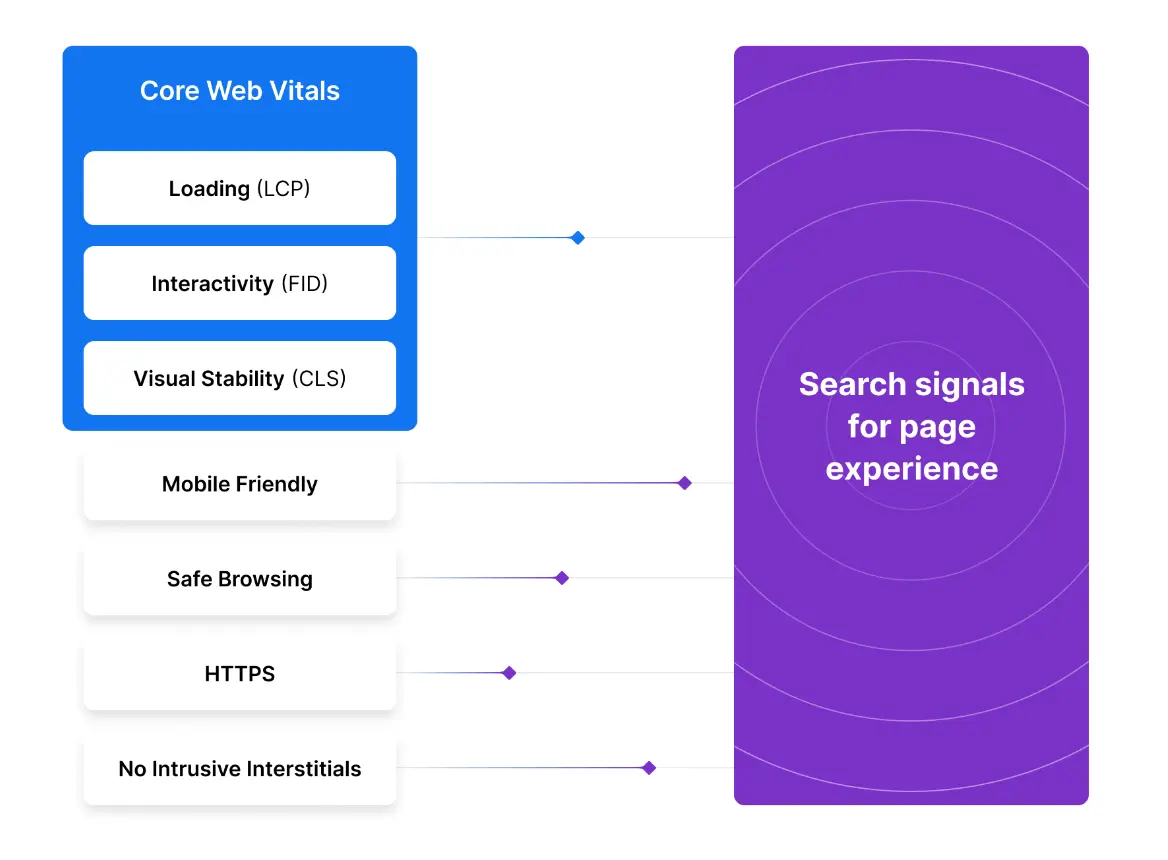 Core Web Vitals
Loading (LCP)
Interactivity (FID)
Visual Stability (CLS)
Mobile Friendly
Safe Browsing
HTTPS
No Intrusive Interstitials
Search signals
for page
experience